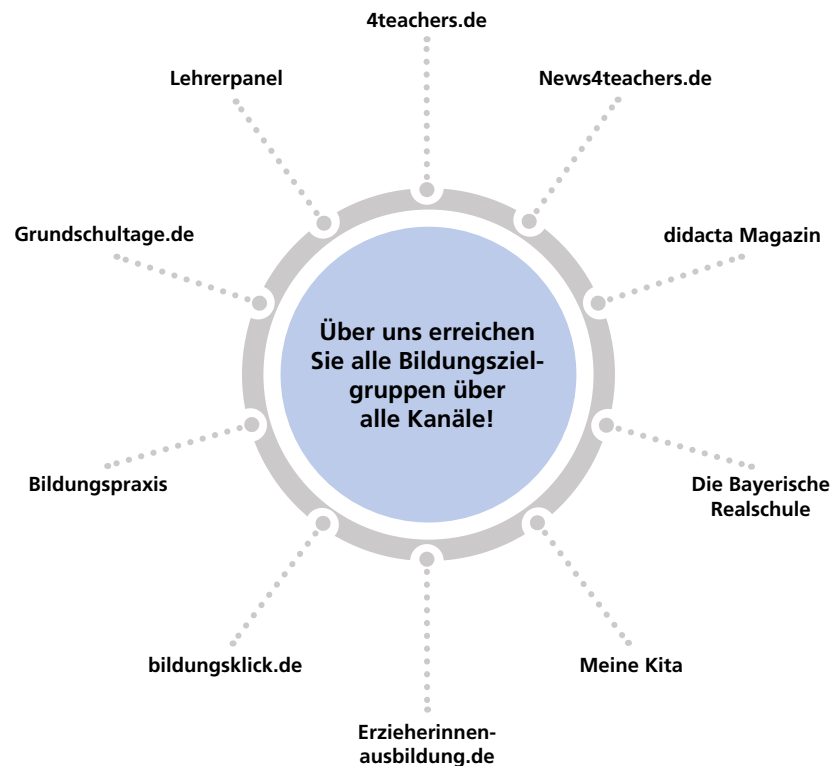 4teachers.de
Lehrerpanel
News4teachers.de
Grundschultage.de
didacta Magazin
Über uns erreichen
Sie alle Bildungsziel-
gruppen über
alle Kanäle!
Bildungspraxis
Die Bayerische
Realschule
bildungsklick.de
Meine Kita
Erzieherinnen-
ausbildung.de